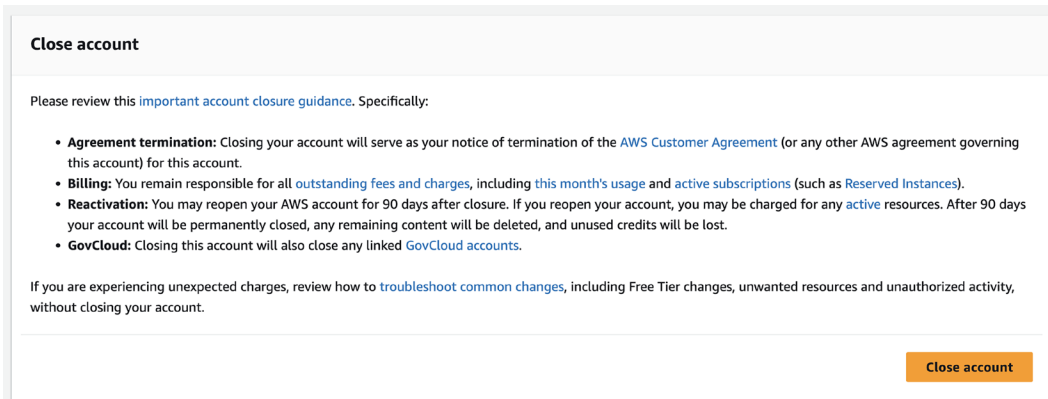 Close account
Please review this important account closure guidance. Specifically:
• Agreement termination: Closing your account will serve as your notice of termination of the AWS Customer Agreement (or any other AWS agreement governing
this account) for this account.
• Billing: You remain responsible for all outstanding fees and charges, including this month's usage and active subscriptions (such as Reserved Instances).
• Reactivation: You may reopen your AWS account for 90 days after closure. If you reopen your account, you may be charged for any active resources. After 90 days
your account will be permanently closed, any remaining content will be deleted, and unused credits will be lost.
• GovCloud: Closing this account will also close any linked GovCloud accounts.
If you are experiencing unexpected charges, review how to troubleshoot common changes, including Free Tier changes, unwanted resources and unauthorized activity,
without closing your account.
Close account